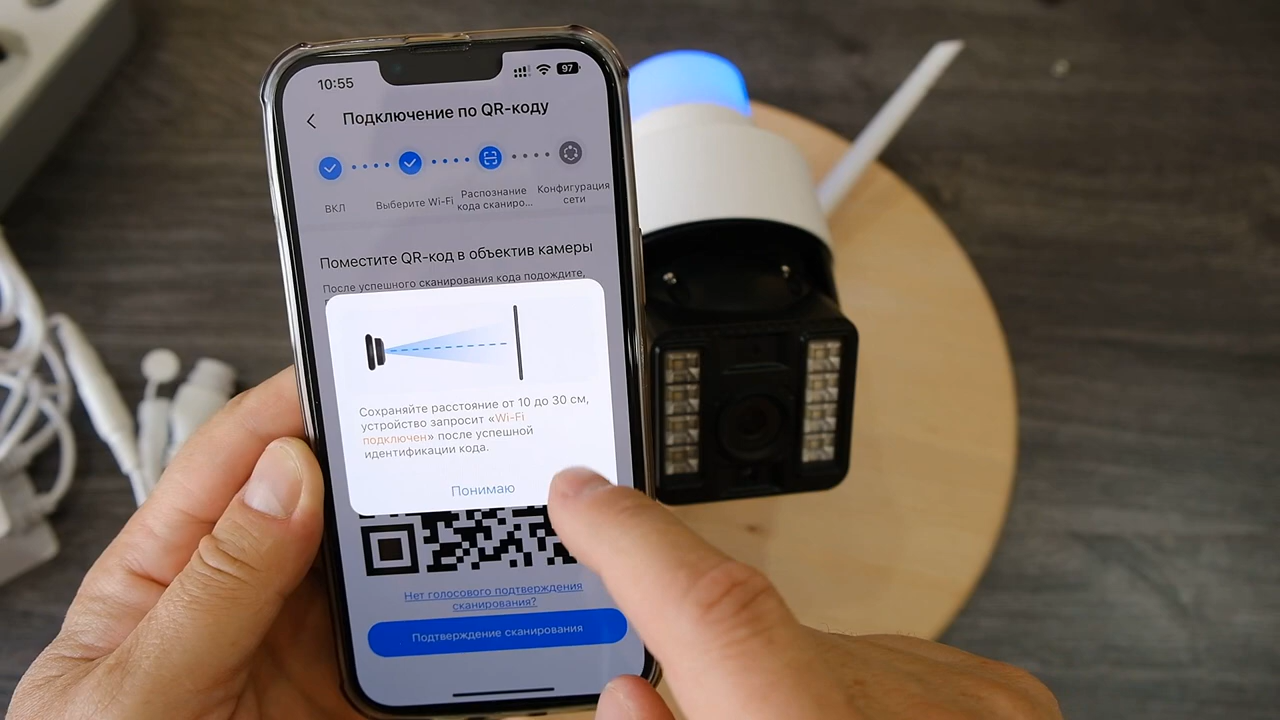 10:55
97
Подключение по QR-коду
ВКЛ
Выберите Wi-Fi
Распознание
кода сканиро...
Конфигурация
сети
Поместите QR-код в объектив камеры
После успешного сканирования кода подождите,
Сохраняйте расстояние от 10 до 30 см,
устройство запросит «Wi-Fi
подключен» после успешной
идентификации кода.
Понимаю
Нет голосового подтверждения
сканирования?
Подтверждение сканирования